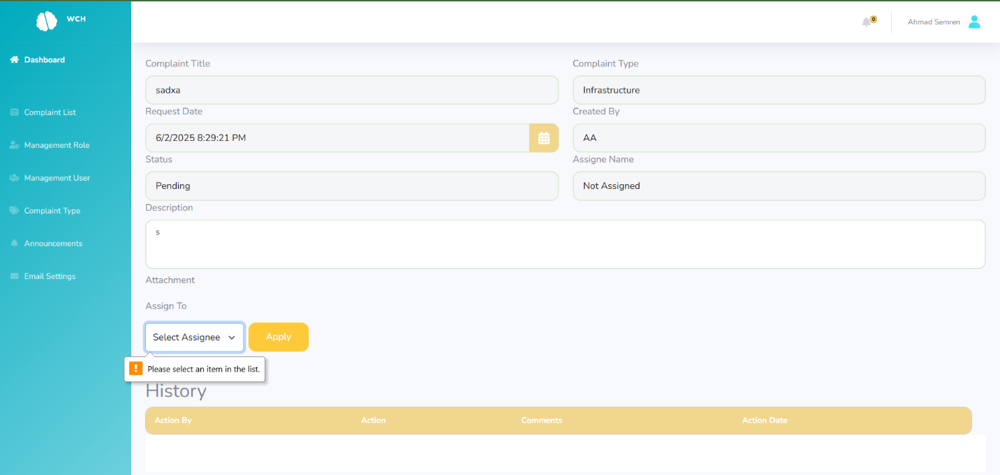 WCH
0
Ahmad Semren
Dashboard
Complaint List
Management Role
Management User
Complaint Type
Announcements
Email Settings
Complaint Title
Complaint Type
sadxa
Infrastructure
Request Date
Created By
6/2/2025 8:29:21 PM
AA
Status
Assigne Name
Pending
Not Assigned
Description
s
Attachment
Assign To
Select Assignee
Apply
Please select an item in the list.
History
Action By Action Comments Action Date